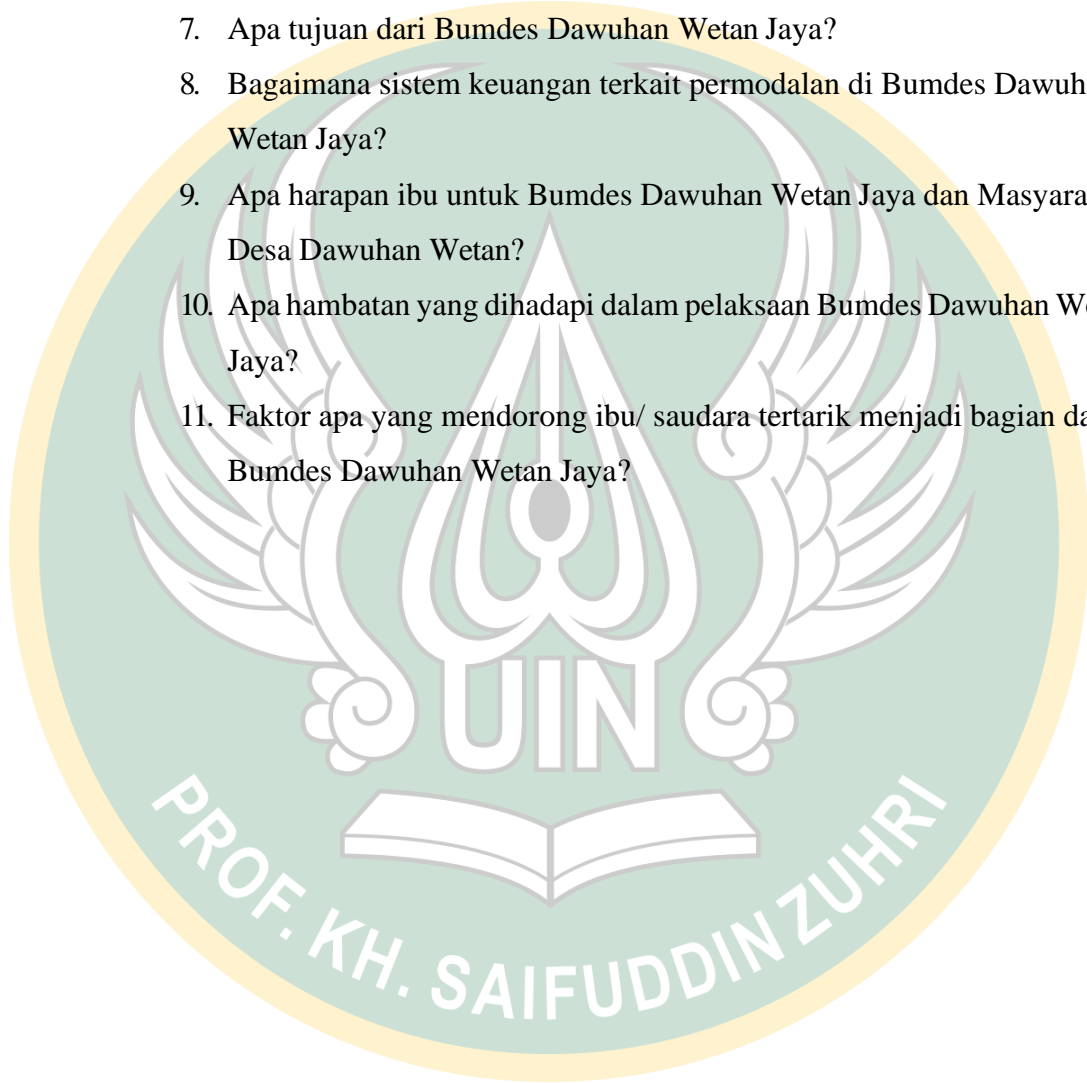 7. Apa tujuan dari Bumdes Dawuhan Wetan Jaya?
8. Bagaimana sistem keuangan terkait permodalan di Bumdes Dawuh
Wetan Jaya?
9. Apa harapan ibu untuk Bumdes Dawuhan Wetan Jaya dan Masyara
Desa Dawuhan Wetan?
10. Apa hambatan yang dihadapi dalam pelaksaan Bumdes Dawuhan We
Jaya?
11. Faktor apa yang mendorong ibu/ saudara tertarik menjadi bagian da
Bumdes Dawuhan Wetan Jaya?
UIN
PROF. KH. SAIFUDDIN ZUHRI